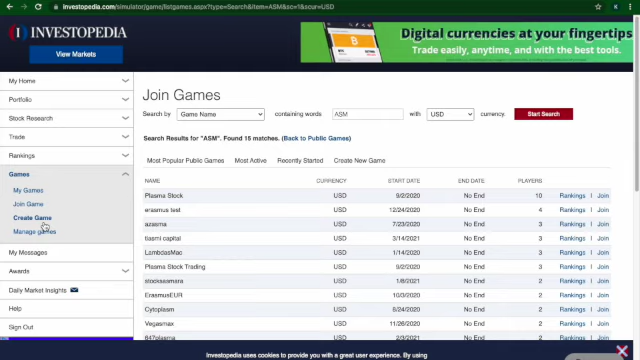 investopedia.com/simulator/game/listgames.aspx?type=Search&item=ASM&sc=1&scur=USD
INVESTOPEDIA
View Markets
Digital currencies at your fingertips
Trade easily, anytime, and with the best tools.
My Home
Portfolio
Stock Research
Trade
Rankings
Games
My Games
Join Game
Create Game
Manage games
My Messages
Awards
Daily Market Insights
Help
Sign Out
Join Games
Search by Game Name containing words ASM with USD currency. Start Search
Search Results for "ASM". Found 15 matches. (Back to Public Games)
Most Popular Public Games Most Active Recently Started Create New Game
NAME CURRENCY START DATE END DATE PLAYERS
Plasma Stock USD 9/2/2020 No End 10 Rankings | Join
erasmus test USD 12/24/2020 No End 4 Rankings | Join
azasma USD 7/23/2020 No End 3 Rankings | Join
tiasmi capital USD 3/14/2021 No End 3 Rankings | Join
LambdasMac USD 1/19/2021 No End 3 Rankings | Join
Plasma Stock Trading USD 9/2/2020 No End 3 Rankings | Join
stocksasmara USD 1/8/2021 No End 2 Rankings | Join
ErasmusEUR USD 12/10/2020 No End 2 Rankings | Join
Cytoplasm USD 8/27/2020 No End 2 Rankings | Join
Vegasmax USD 11/26/2020 No End 2 Rankings | Join
647plasma USD 2/3/2021 No End 2 Rankings | Join
Investopedia uses cookies to provide you with a great user experience. By using